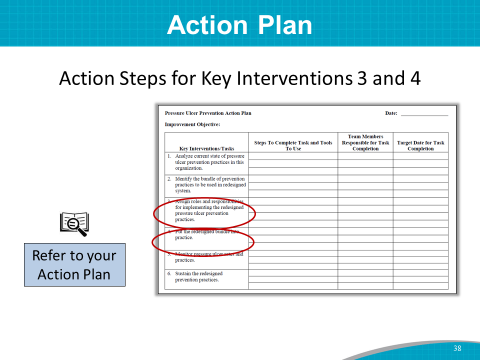 Action Plan
Action Steps for Key Interventions 3 and 4
Pressure Ulcer Prevention Action Plan Date:
Improvement Objective:
Key Interventions/Tasks
Steps To Complete Task and Tools
To Use
Team Members
Responsible for Task
Completion
Target Date for Task
Completion
1. Analyze current state of pressure
ulcer prevention practices in this
organization.
2. Identify the bundle of prevention
practices to be used in redesigned
system.
3. Assign roles and responsibilities
for implementing the redesigned
pressure ulcer prevention
practices.
4. Put the redesigned bundle into
practice.
5. Monitor pressure ulcer rates and
practices.
6. Sustain the redesigned
prevention practices.
Refer to your
Action Plan
38